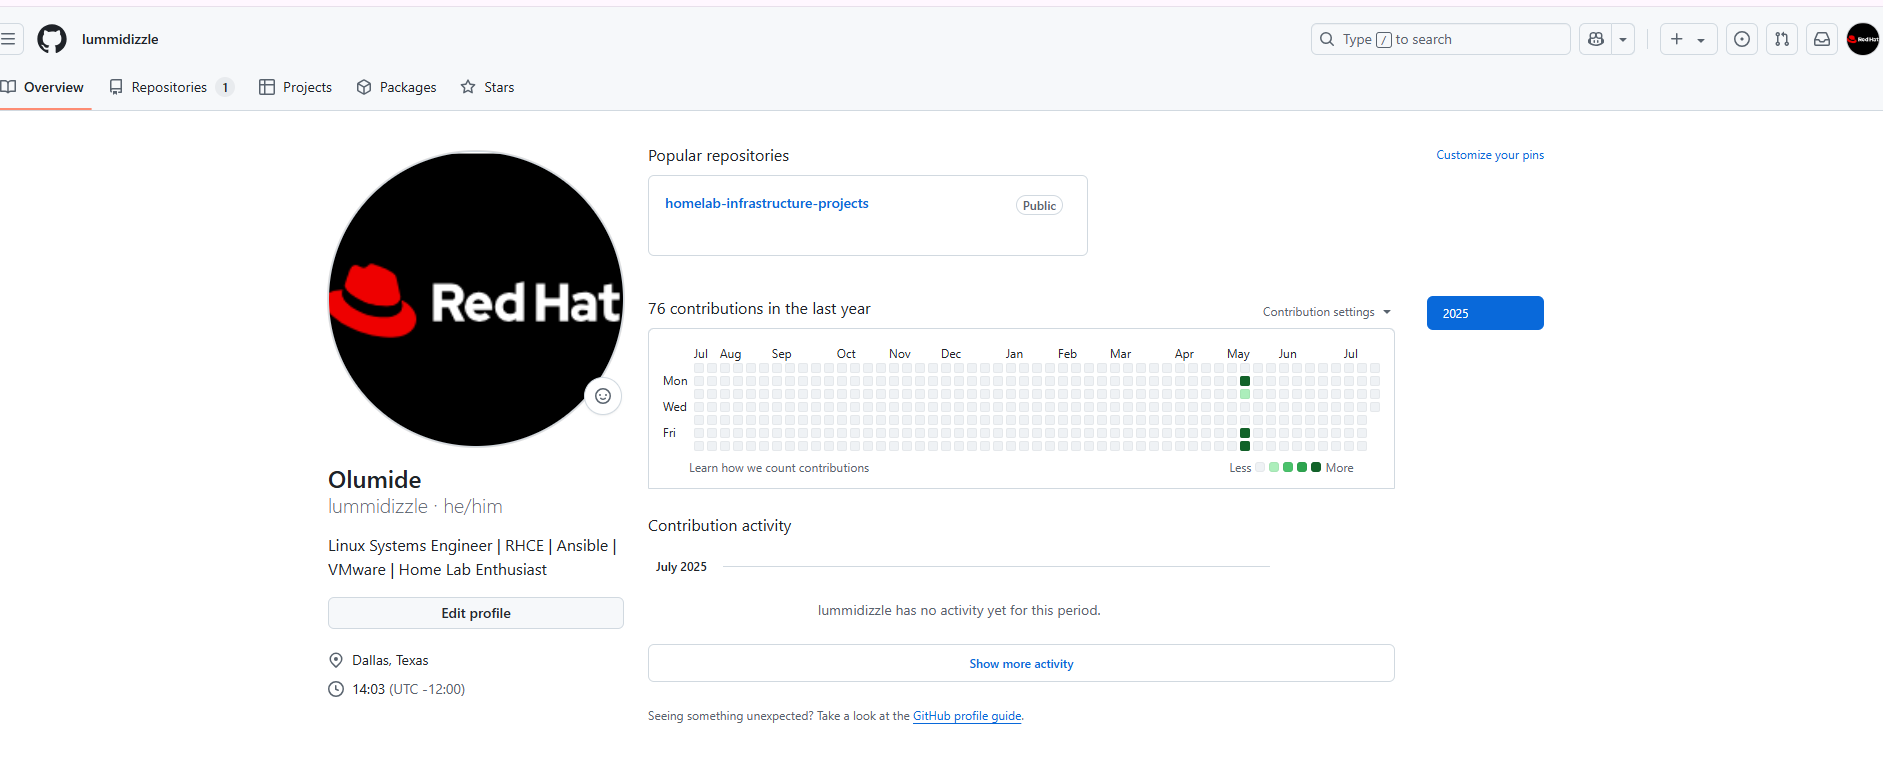 lummidizzle
Type / to search
Overview
Repositories 1
Projects
Packages
Stars
Red Hat
Olumide
lummidizzle · he/him
Linux Systems Engineer | RHCE | Ansible |
VMware | Home Lab Enthusiast
Edit profile
Dallas, Texas
14:03 (UTC -12:00)
Popular repositories
Customize your pins
homelab-infrastructure-projects
Public
76 contributions in the last year
Contribution settings
2025
Jul Aug Sep Oct Nov Dec Jan Feb Mar Apr May Jun Jul
Mon
Wed
Fri
Learn how we count contributions
Less
More
Contribution activity
July 2025
lummidizzle has no activity yet for this period.
Show more activity
Seeing something unexpected? Take a look at the GitHub profile guide.
Red Hat